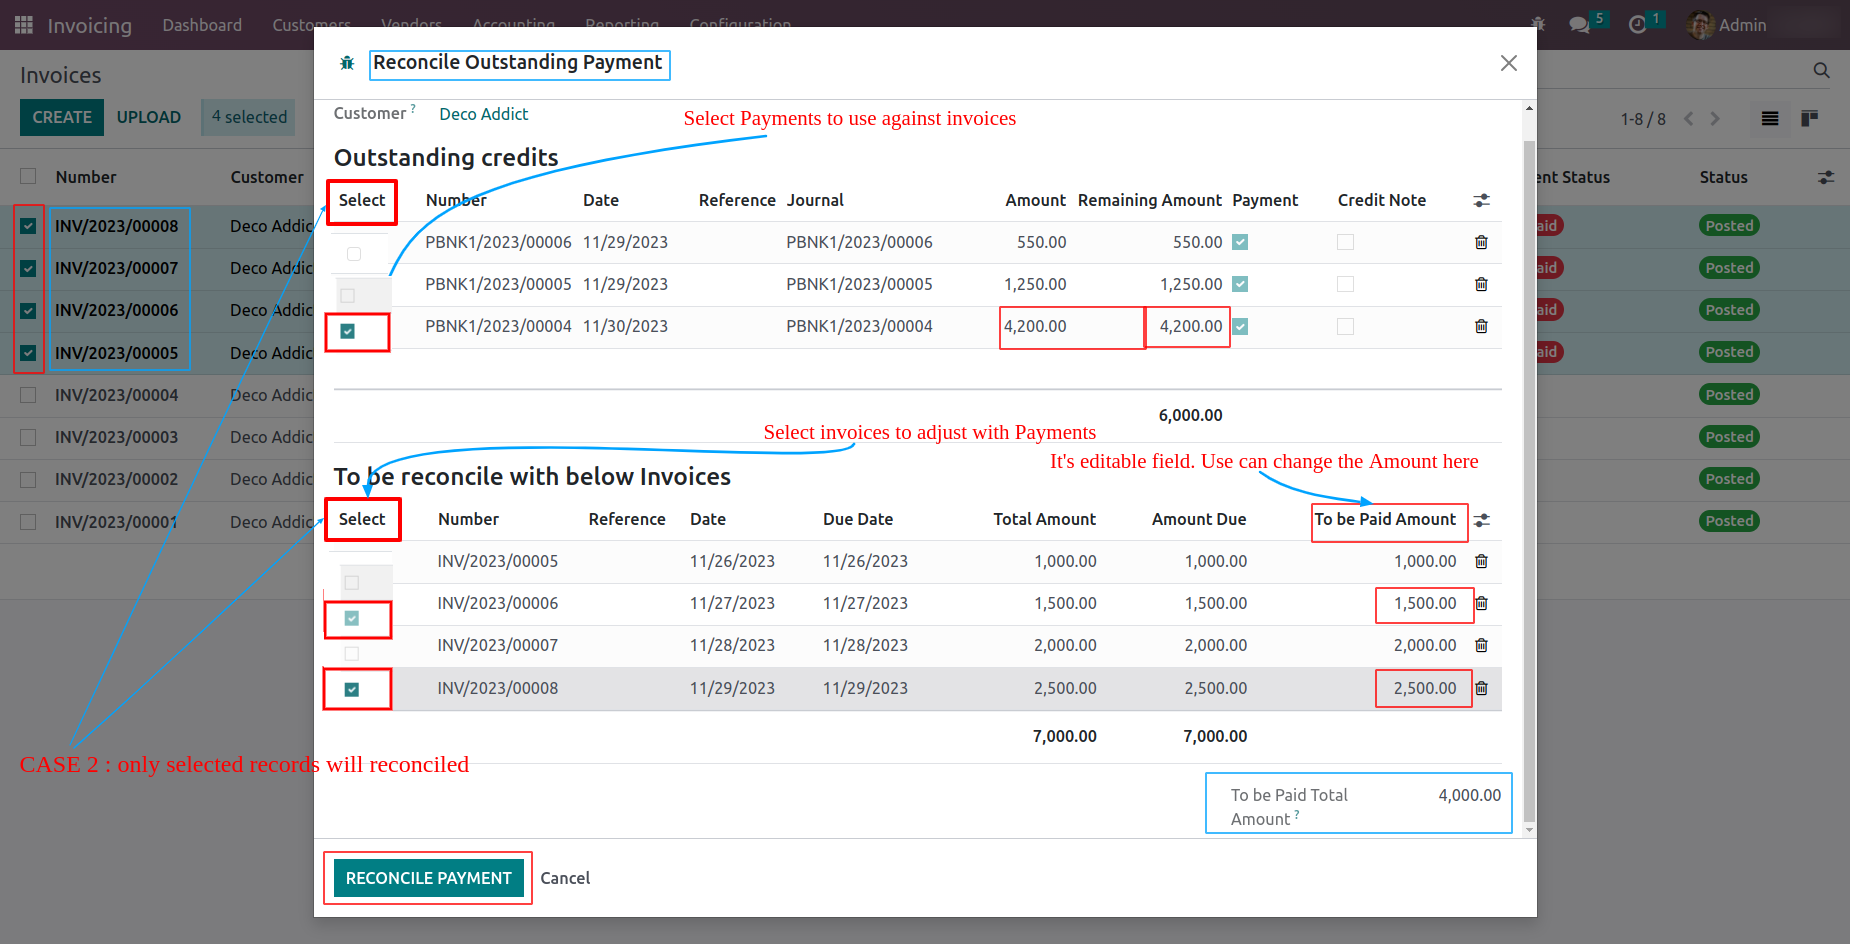 Invoicing Dashboard Customers Vendors Accounting Reporting Configuration 5 1 Admin
Invoices
CREATE UPLOAD 4 selected
1-8 / 8
Number Customer
ent Status Status
INV/2023/00008 Deco Addic
aid Posted
INV/2023/00007 Deco Addic
aid Posted
INV/2023/00006 Deco Addic
aid Posted
INV/2023/00005 Deco Addic
aid Posted
INV/2023/00004 Deco Addic
Posted
INV/2023/00003 Deco Addic
Posted
INV/2023/00002 Deco Addic
Posted
INV/2023/00001 Deco Addic
Posted
Reconcile Outstanding Payment
Customer ? Deco Addict
Select Payments to use against invoices
Outstanding credits
Select Number Date Reference Journal Amount Remaining Amount Payment Credit Note
PBNK1/2023/00006 11/29/2023 PBNK1/2023/00006 550.00 550.00
PBNK1/2023/00005 11/29/2023 PBNK1/2023/00005 1,250.00 1,250.00
PBNK1/2023/00004 11/30/2023 PBNK1/2023/00004 4,200.00 4,200.00
6,000.00
Select invoices to adjust with Payments
It's editable field. Use can change the Amount here
To be reconcile with below Invoices
Select Number Reference Date Due Date Total Amount Amount Due To be Paid Amount
INV/2023/00005 11/26/2023 11/26/2023 1,000.00 1,000.00 1,000.00
INV/2023/00006 11/27/2023 11/27/2023 1,500.00 1,500.00 1,500.00
INV/2023/00007 11/28/2023 11/28/2023 2,000.00 2,000.00 2,000.00
INV/2023/00008 11/29/2023 11/29/2023 2,500.00 2,500.00 2,500.00
7,000.00 7,000.00
CASE 2 : only selected records will reconciled
To be Paid Total 4,000.00
Amount ?
RECONCILE PAYMENT Cancel